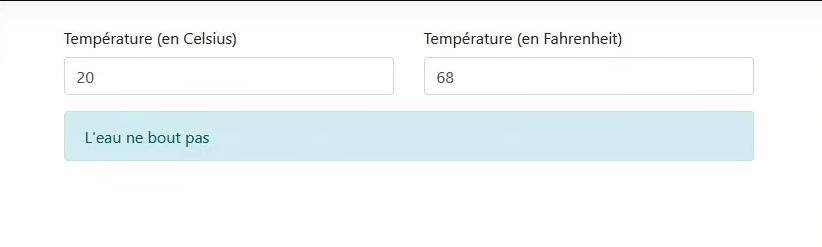 Température (en Celsius)
Température (en Fahrenheit)
20
68
L'eau ne bout pas